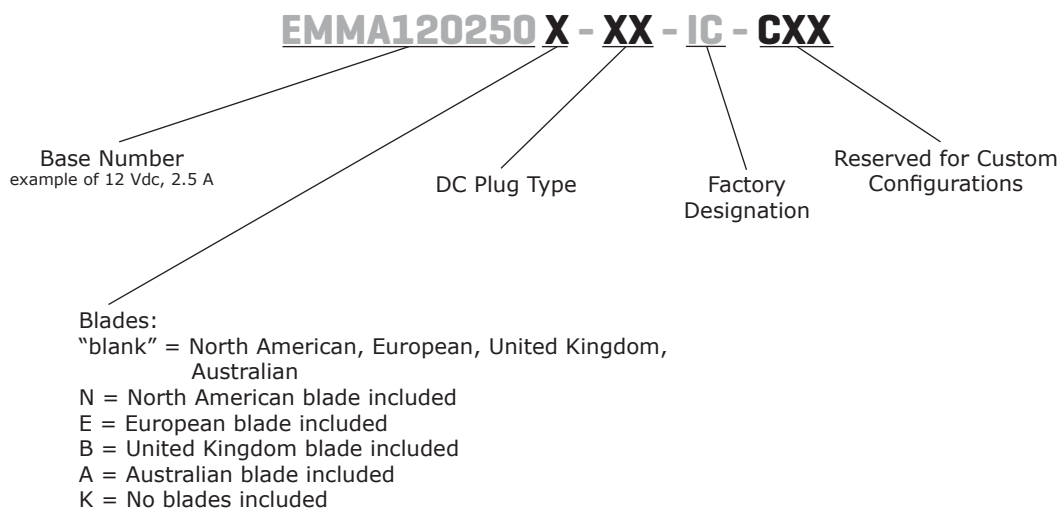 EMMA120250 X - XX - IC - CXX
Base Number
example of 12 Vdc, 2.5 A
DC Plug Type
Factory
Designation
Reserved for Custom
Configurations
Blades:
“blank” = North American, European, United Kingdom,
Australian
N = North American blade included
E = European blade included
B = United Kingdom blade included
A = Australian blade included
K = No blades included